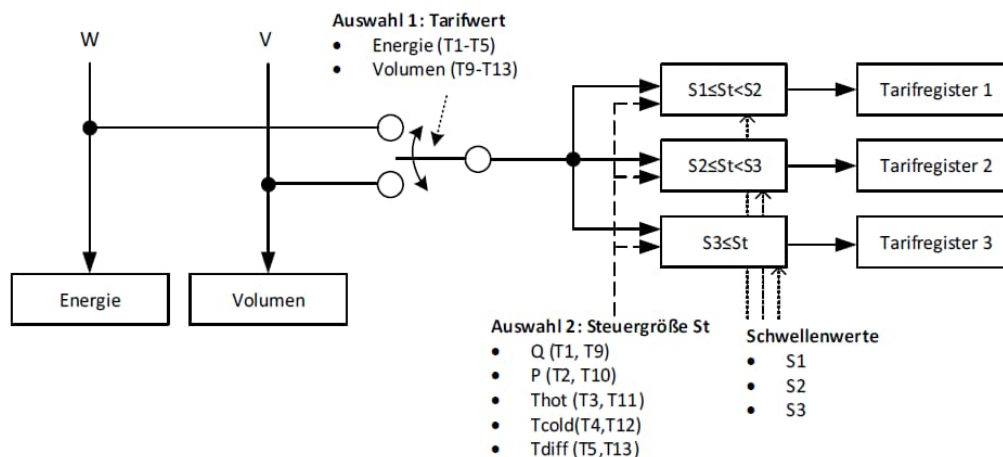 Auswahl 1: Tarifwert
• Energie (T1-T5)
• Volumen (T9-T13)
W
V
S1≤St<S2
Tarifregister 1
S2≤St<S3
Tarifregister 2
S3≤St
Tarifregister 3
Energie
Volumen
Auswahl 2: Steuergröße St
• Q (T1, T9)
• P (T2, T10)
• Thot (T3, T11)
• Tcold(T4,T12)
• Tdiff (T5,T13)
Schwellenwerte
• S1
• S2
• S3